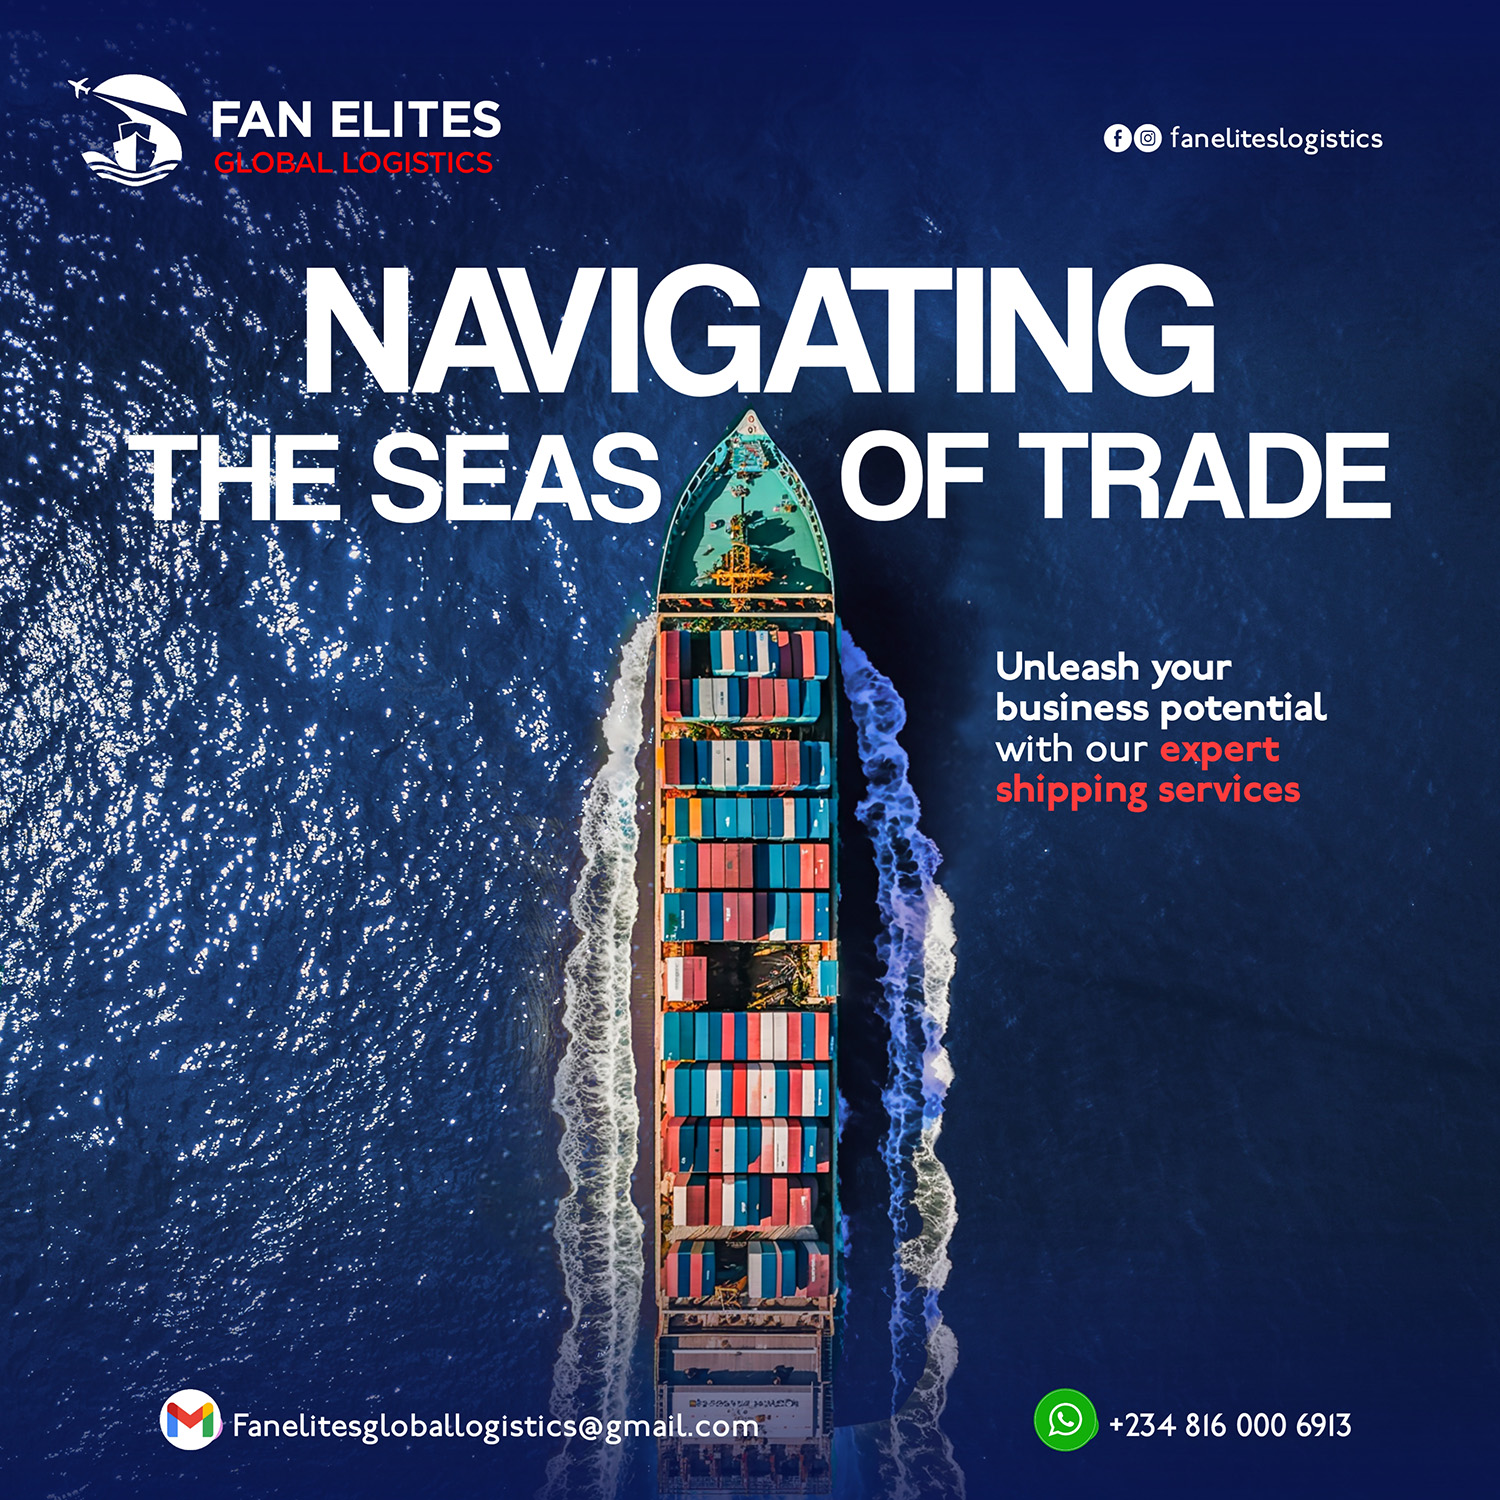 FAN ELITES
GLOBAL LOGISTICS
faneliteslogistics
NAVIGATING
THE SEAS OF TRADE
Unleash your
business potential
with our expert
shipping services
Fanelitesgloballogistics@gmail.com
+234 816 000 6913